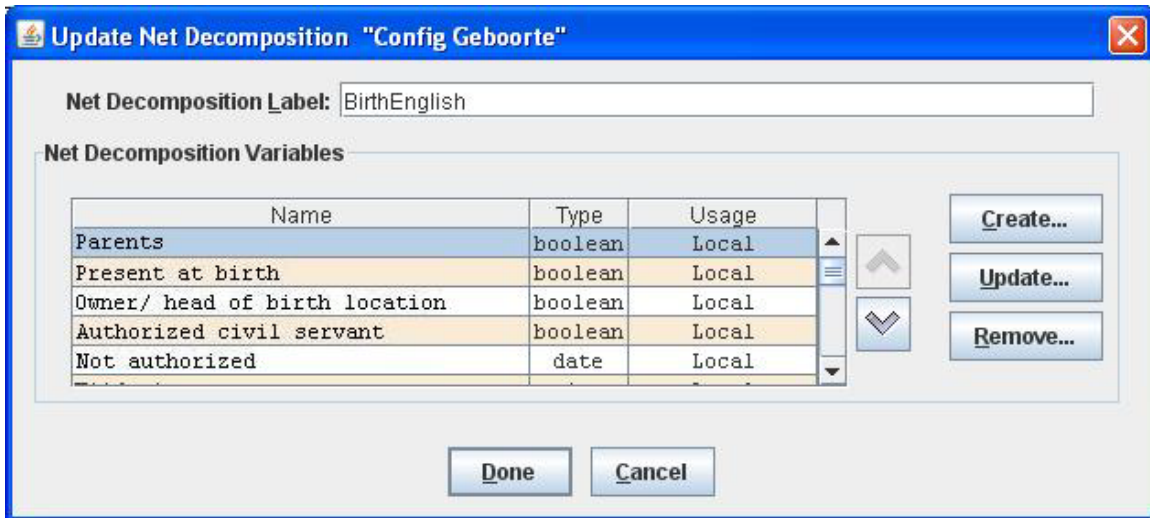 Update Net Decomposition "Config Geboorte"
Net Decomposition Label: BirthEnglish
Net Decomposition Variables
Name Type Usage
Parents boolean Local
Present at birth boolean Local
Owner/ head of birth location boolean Local
Authorized civil servant boolean Local
Not authorized date Local
Create...
Update...
Remove...
Done Cancel